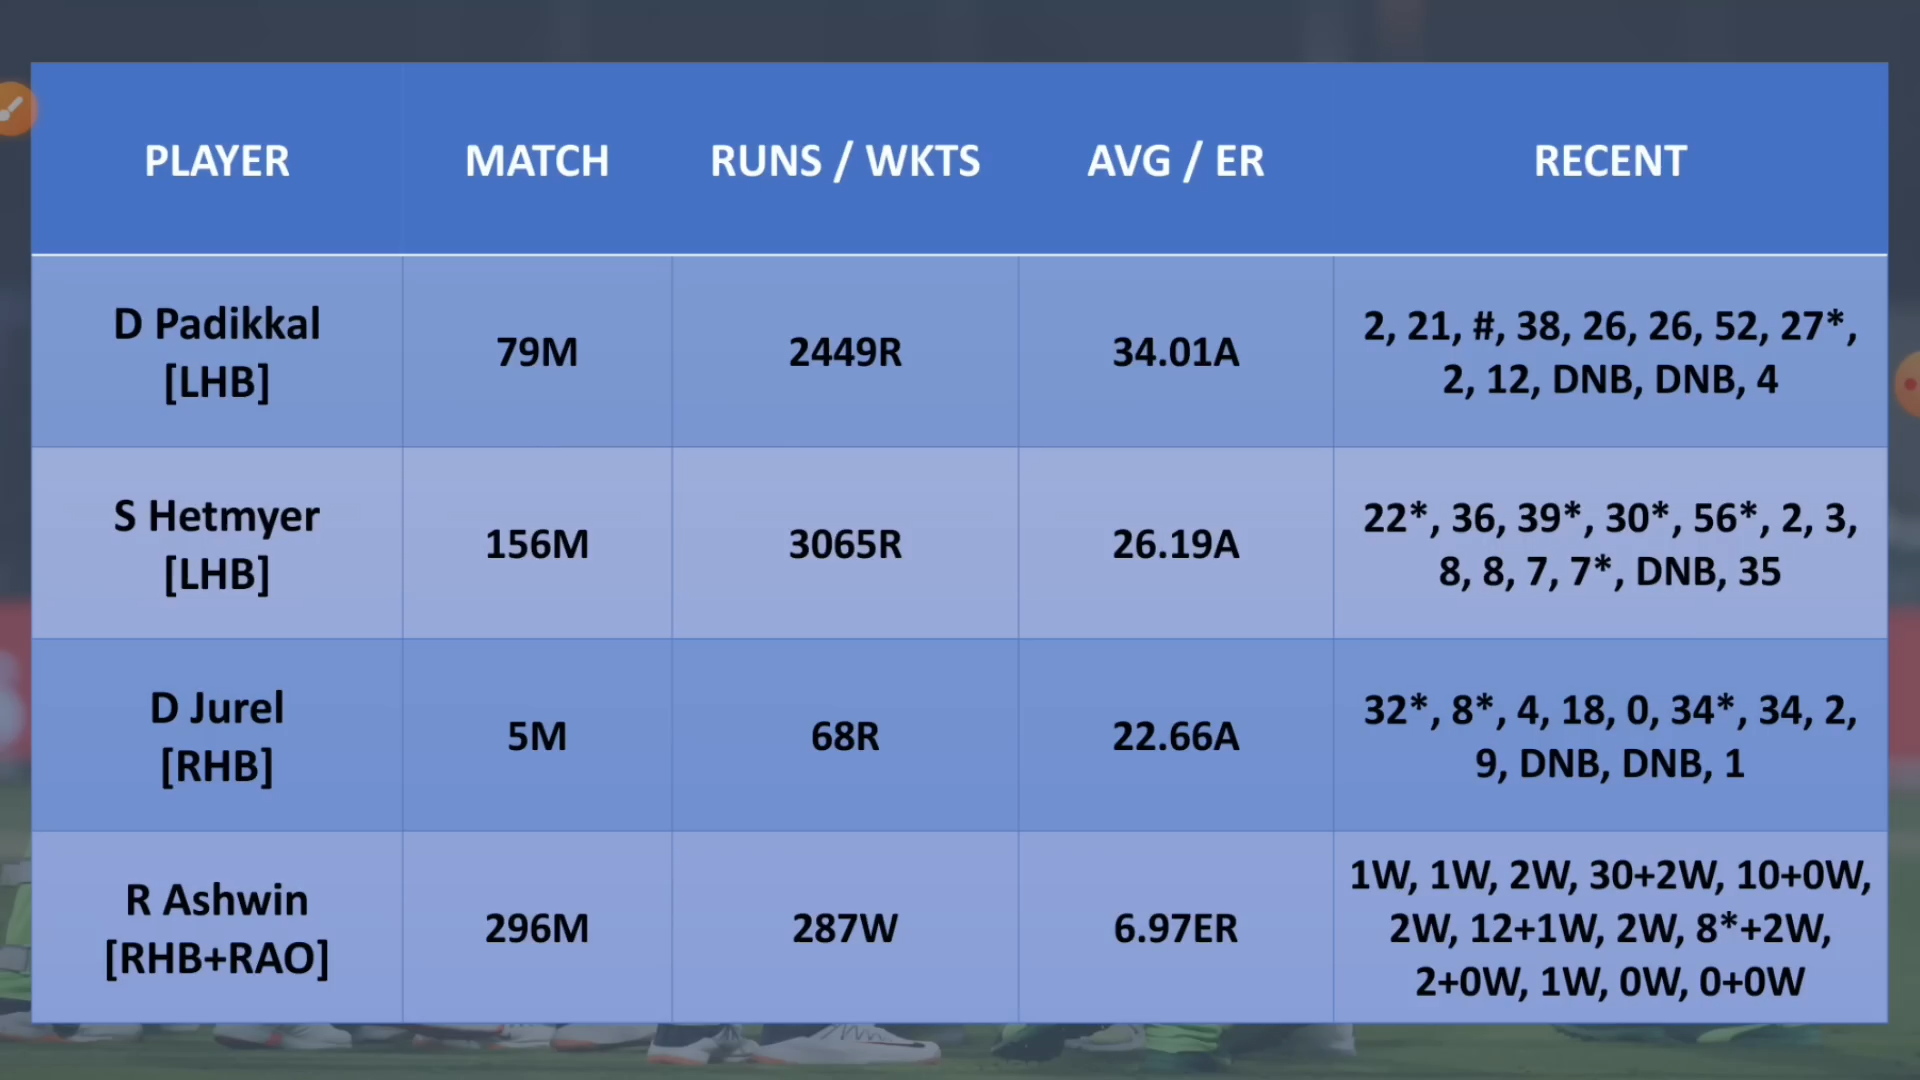 PLAYER MATCH RUNS / WKTS AVG / ER RECENT
D Padikkal
[LHB]
79M
2449R
34.01A
2, 21, #, 38, 26, 26, 52, 27*,
2, 12, DNB, DNB, 4
S Hetmyer
[LHB]
156M
3065R
26.19A
22*, 36, 39*, 30*, 56*, 2, 3,
8, 8, 7, 7*, DNB, 35
D Jurel
[RHB]
5M
68R
22.66A
32*, 8*, 4, 18, 0, 34*, 34, 2,
9, DNB, DNB, 1
R Ashwin
[RHB+RAO]
296M
287W
6.97ER
1W, 1W, 2W, 30+2W, 10+0W,
2W, 12+1W, 2W, 8*+2W,
2+0W, 1W, 0W, 0+0W